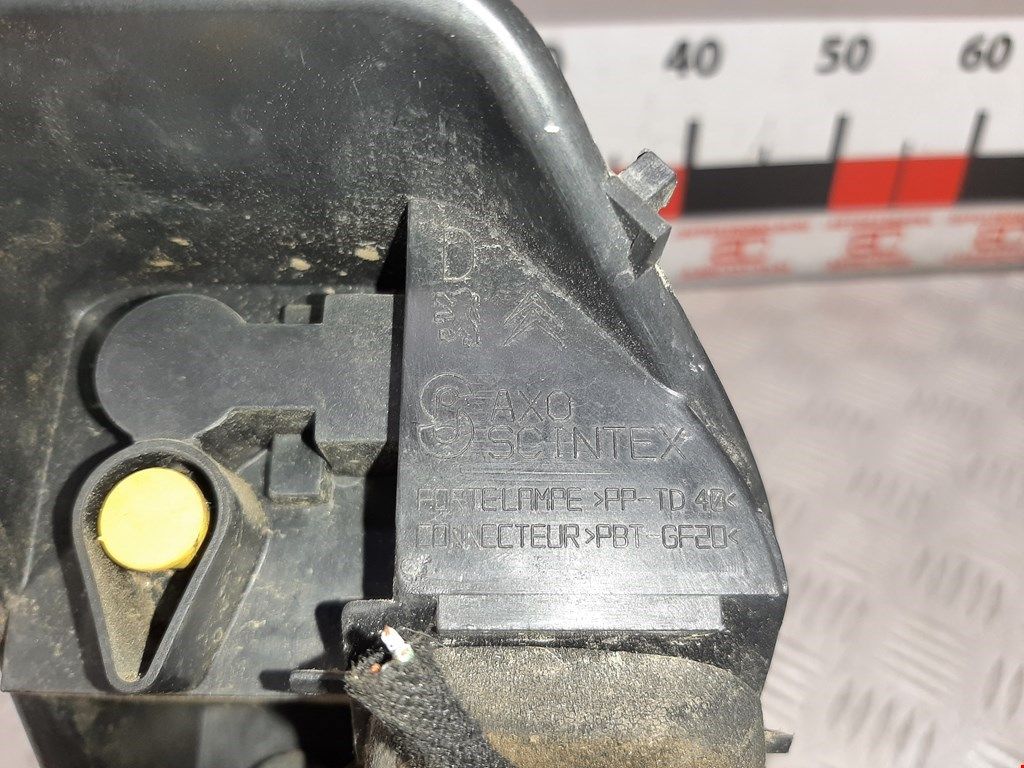 40 50 60
D
AXO
SCINTEX
PORTELAMPE >PP-TD 40<
CONNECTEUR >PBT-GF20<